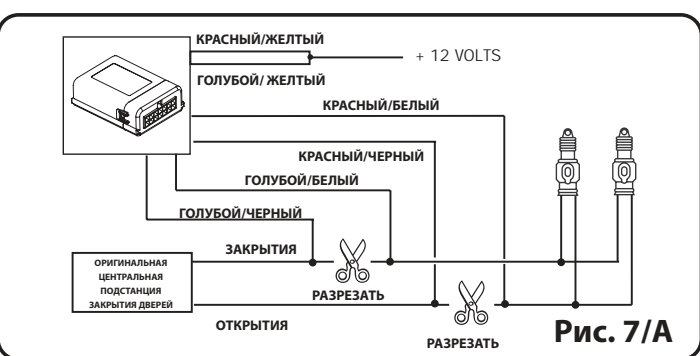 КРАСНЫЙ/ЖЕЛТЫЙ
+ 12 VOLTS
ГОЛУБОЙ/ ЖЕЛТЫЙ
КРАСНЫЙ/БЕЛЫЙ
КРАСНЫЙ/ЧЕРНЫЙ
ГОЛУБОЙ/БЕЛЫЙ
ГОЛУБОЙ/ЧЕРНЫЙ
ЗАКРЫТИЯ
ОРИГИНАЛЬНАЯ
ЦЕНТРАЛЬНАЯ
ПОДСТАНЦИЯ
ЗАКРЫТИЯ ДВЕРЕЙ
РАЗРЕЗАТЬ
ОТКРЫТИЯ
РАЗРЕЗАТЬ
Рис. 7/А